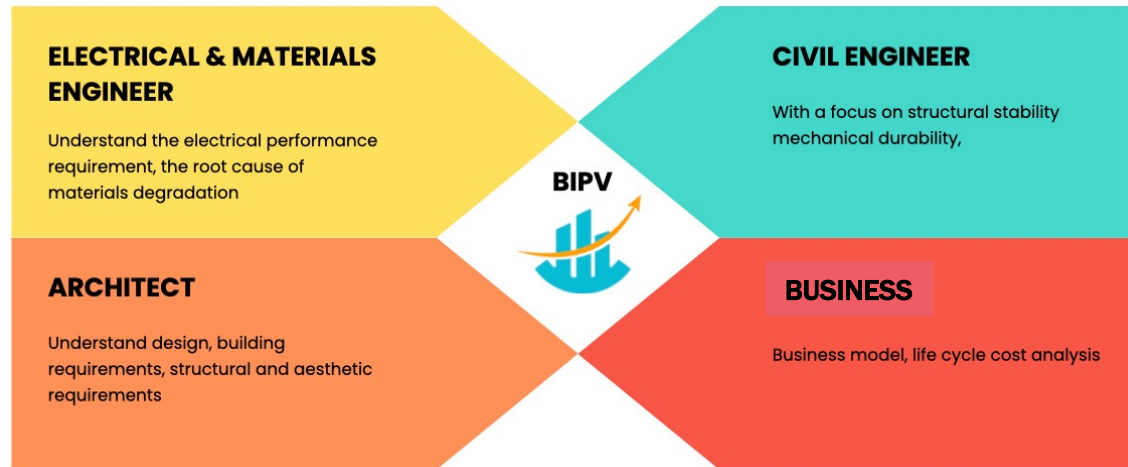 ELECTRICAL & MATERIALS
ENGINEER
Understand the electrical performance
requirement, the root cause of
materials degradation
CIVIL ENGINEER
With a focus on structural stability
mechanical durability,
BIPV
ARCHITECT
Understand design, building
requirements, structural and aesthetic
requirements
BUSINESS
Business model, life cycle cost analysis